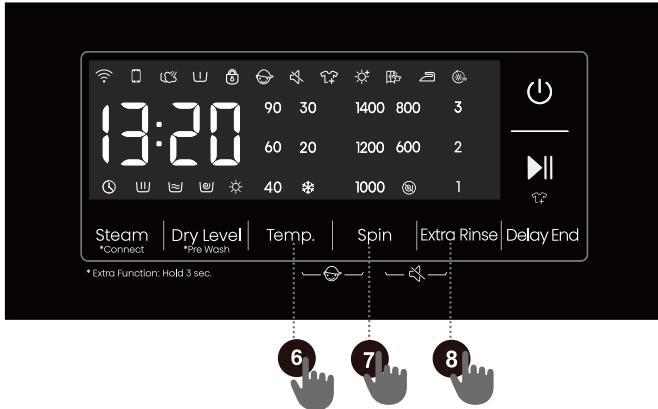 90 30 1400 800 3
13:20
60 20 1200 600 2
40 1000 1
Steam Dry Level Temp. Spin Extra Rinse Delay End
*Connect *Pre Wash
* Extra Function: Hold 3 sec.
6 7 8